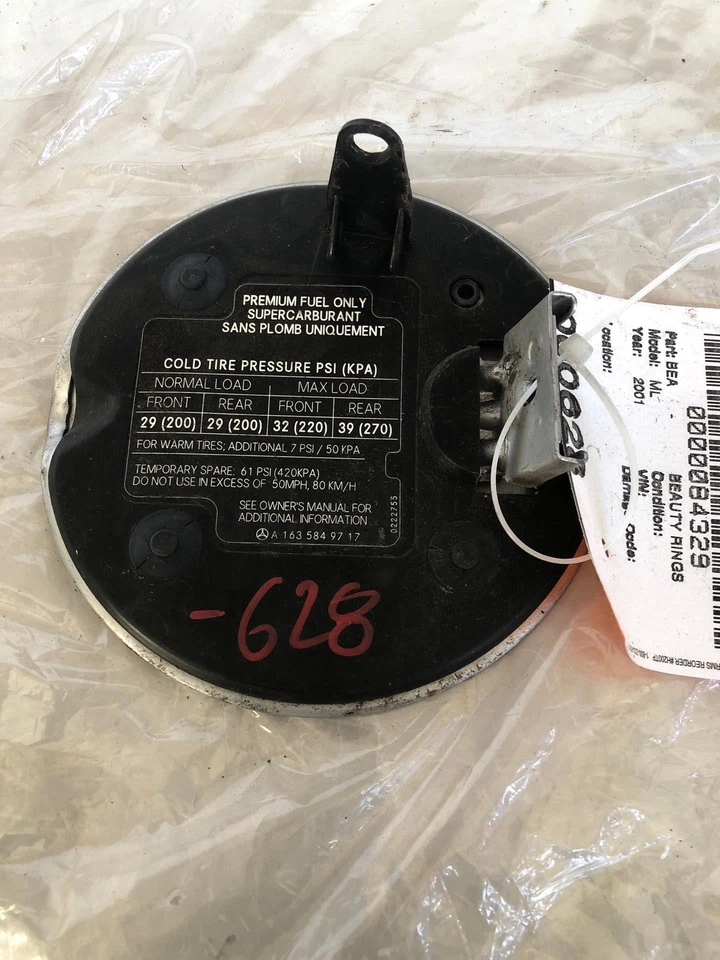 PREMIUM FUEL ONLY
SUPERCARBURANT
SANS PLOMB UNIQUEMENT
COLD TIRE PRESSURE PSI (KPA)
NORMAL LOAD MAX LOAD
FRONT REAR FRONT REAR
29 (200) 29 (200) 32 (220) 39 (270)
FOR WARM TIRES; ADDITIONAL 7 PSI / 50 KPA
TEMPORARY SPARE: 61 PSI (420KPA)
DO NOT USE IN EXCESS OF 50MPH, 80 KM/H
SEE OWNER'S MANUAL FOR
ADDITIONAL INFORMATION
A 163 584 97 17
0222755
-628
0000084329
Part: BEA - BEAUTY RINGS
Model: ML Condition:
Year: 2001 VIN:
Location:
Code:
REORDER #H200TP